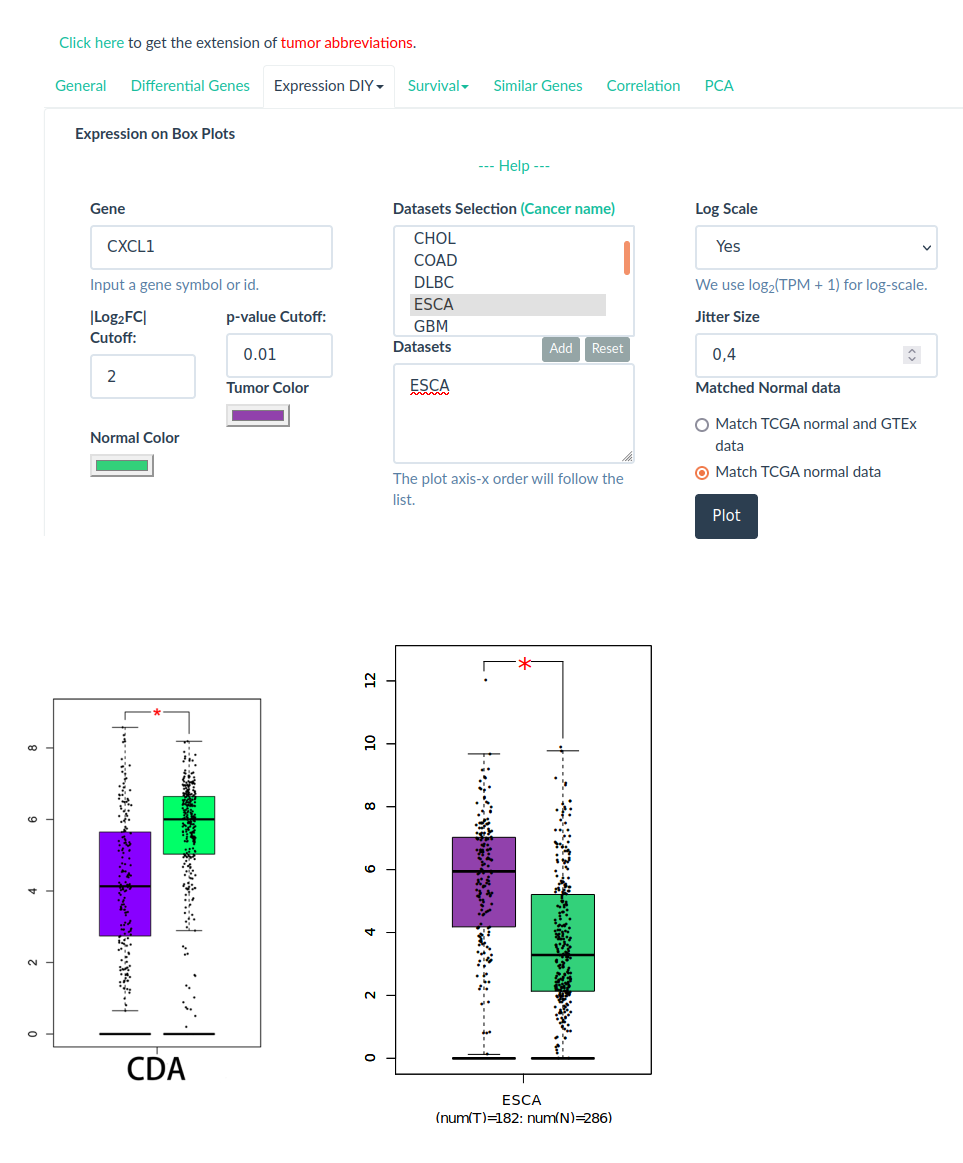 Click here to get the extension of tumor abbreviations.
General Differential Genes Expression DIY Survival Similar Genes Correlation PCA
Expression on Box Plots
--- Help ---
Gene
CXCL1
Input a gene symbol or id.
|Log2FC|
Cutoff:
2
p-value Cutoff:
0.01
Tumor Color
Normal Color
Datasets Selection (Cancer name)
CHOL
COAD
DLBC
ESCA
GBM
Datasets
Add Reset
ESCA
The plot axis-x order will follow the
list.
Log Scale
Yes
We use log2(TPM + 1) for log-scale.
Jitter Size
0,4
Matched Normal data
Match TCGA normal and GTEx
data
Match TCGA normal data
Plot
*
8
6
4
2
0
CDA
*
12
10
8
6
4
2
0
ESCA
(num(T)=182; num(N)=286)